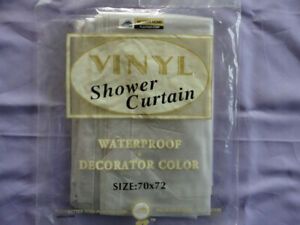 VINYL
Shower
Curtain
WATERPROOF
DECORATOR COLOR
SIZE:70x72